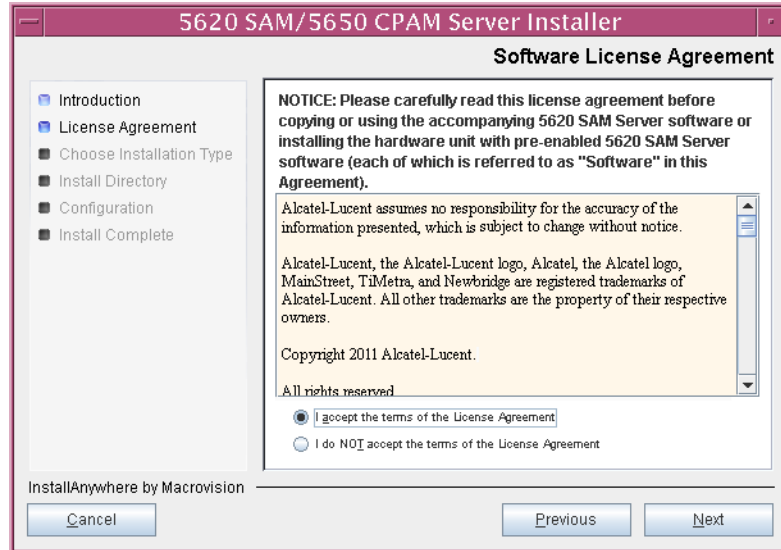 5620 SAM/5650 CPAM Server Installer
Software License Agreement
Introduction
License Agreement
Choose Installation Type
Install Directory
Configuration
Install Complete
NOTICE: Please carefully read this license agreement before
copying or using the accompanying 5620 SAM Server software or
installing the hardware unit with pre-enabled 5620 SAM Server
software (each of which is referred to as "Software" in this
Agreement).
Alcatel-Lucent assumes no responsibility for the accuracy of the
information presented, which is subject to change without notice.
Alcatel-Lucent, the Alcatel-Lucent logo, Alcatel, the Alcatel logo,
MainStreet, TiMetra, and Newbridge are registered trademarks of
Alcatel-Lucent. All other trademarks are the property of their respective
owners.
Copyright 2011 Alcatel-Lucent.
All rights reserved
I accept the terms of the License Agreement
I do NOT accept the terms of the License Agreement
InstallAnywhere by Macrovision
Cancel
Previous
Next